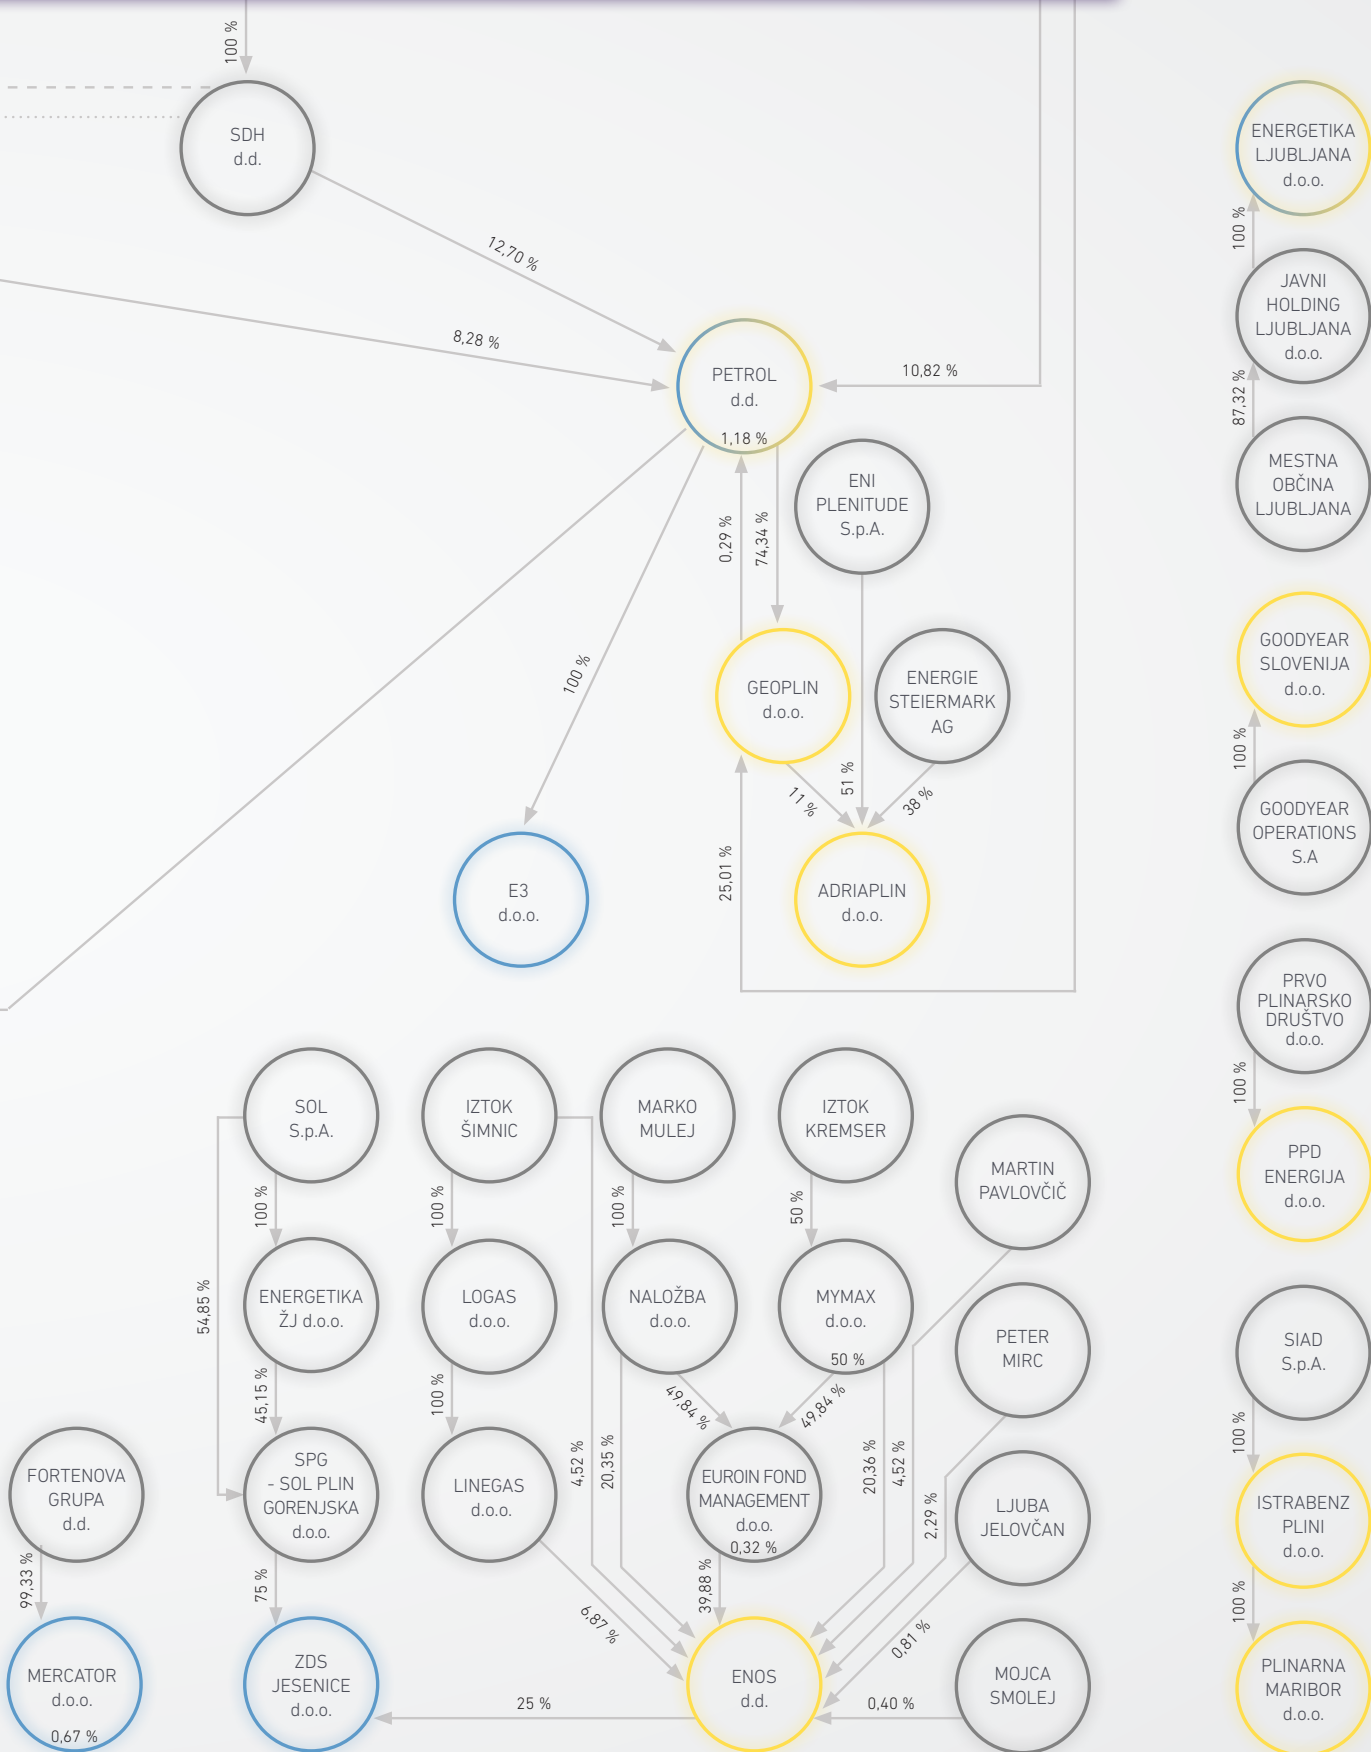 100 %
SDH
d.d.
12,70 %
8,28 %
PETROL
d.d.
1,18 %
10,82 %
ENERGETIKA
LJUBLJANA
d.o.o.
100 %
JAVNI
HOLDING
LJUBLJANA
d.o.o.
87,32 %
MESTNA
OBČINA
LJUBLJANA
ENI
PLENITUDE
S.p.A.
0,29 %
74,34 %
100 %
GEOPLIN
d.o.o.
ENERGIE
STEIERMARK
AG
11 %
51 %
38 %
25,01 %
E3
d.o.o.
ADRIAPLIN
d.o.o.
GOODYEAR
SLOVENIJA
d.o.o.
100 %
GOODYEAR
OPERATIONS
S.A
PRVO
PLINARSKO
DRUŠTVO
d.o.o.
100 %
PPD
ENERGIJA
d.o.o.
SOL
S.p.A.
IZTOK
ŠIMNIC
MARKO
MULEJ
IZTOK
KREMSER
MARTIN
PAVLOVČIČ
100 %
100 %
100 %
50 %
54,85 %
ENERGETIKA
ŽJ d.o.o.
LOGAS
d.o.o.
NALOŽBA
d.o.o.
MYMAX
d.o.o.
50 %
PETER
MIRC
45,15 %
100 %
49,84 %
49,84 %
4,52 %
20,35 %
20,36 %
4,52 %
2,29 %
FORTENOVA
GRUPA
d.d.
SPG
- SOL PLIN
GORENJSKA
d.o.o.
LINEGAS
d.o.o.
EUROIN FOND
MANAGEMENT
d.o.o.
0,32 %
LJUBA
JELOVČAN
99,33 %
75 %
6,87 %
39,88 %
0,81 %
MERCATOR
d.o.o.
0,67 %
ZDS
JESENICE
d.o.o.
25 %
ENOS
d.d.
0,40 %
MOJCA
SMOLEJ
SIAD
S.p.A.
100 %
ISTRABENZ
PLINI
d.o.o.
100 %
PLINARNA
MARIBOR
d.o.o.